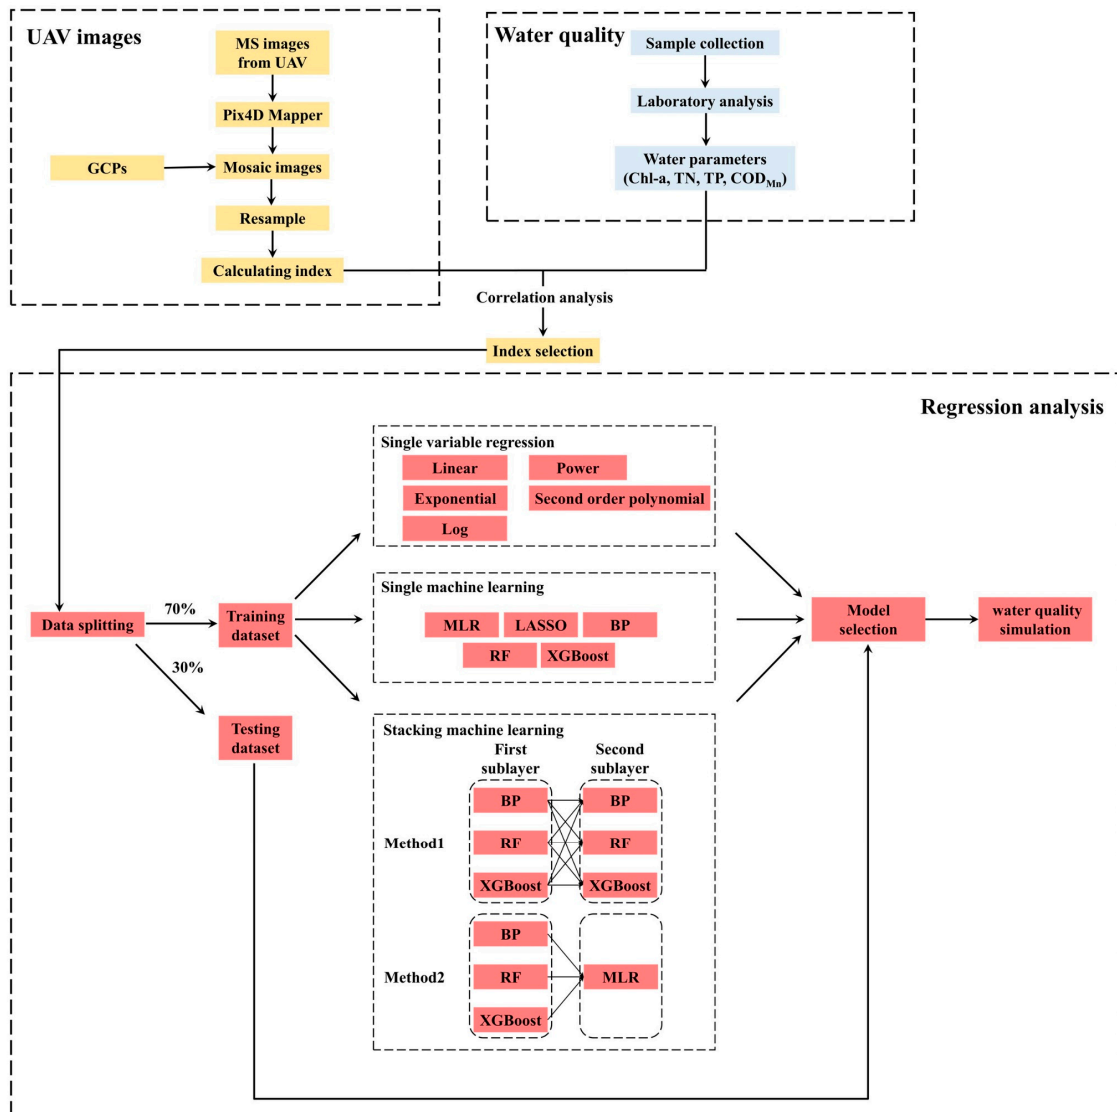 UAV images
MS images
from UAV
Pix4D Mapper
GCPs
Mosaic images
Resample
Calculating index
Water quality
Sample collection
Laboratory analysis
Water parameters
(Chl-a, TN, TP, COD_Mn)
Correlation analysis
Index selection
Regression analysis
Single variable regression
Linear
Power
Exponential
Second order polynomial
Log
Single machine learning
MLR
LASSO
BP
RF
XGBoost
Data splitting
70%
Training
dataset
30%
Testing
dataset
Model
selection
water quality
simulation
Stacking machine learning
First
sublayer
Second
sublayer
Method1
BP
BP
RF
RF
XGBoost
XGBoost
Method2
BP
RF
MLR
XGBoost